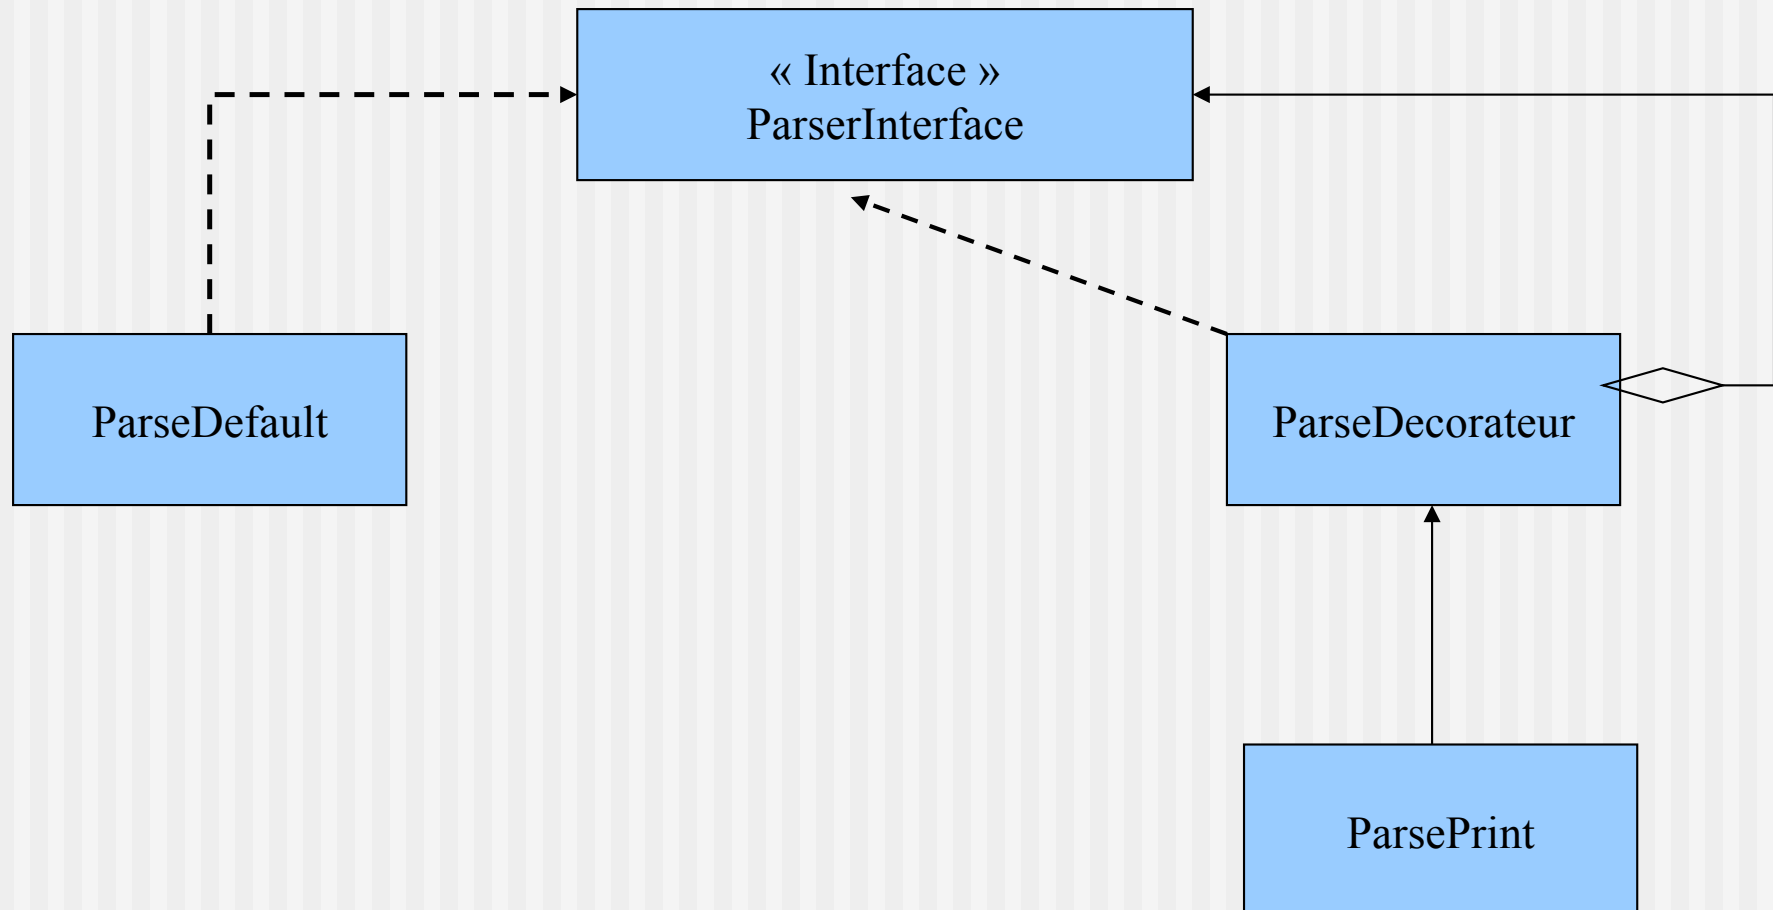 « Interface »
ParserInterface
ParseDefault
ParseDecorateur
ParsePrint